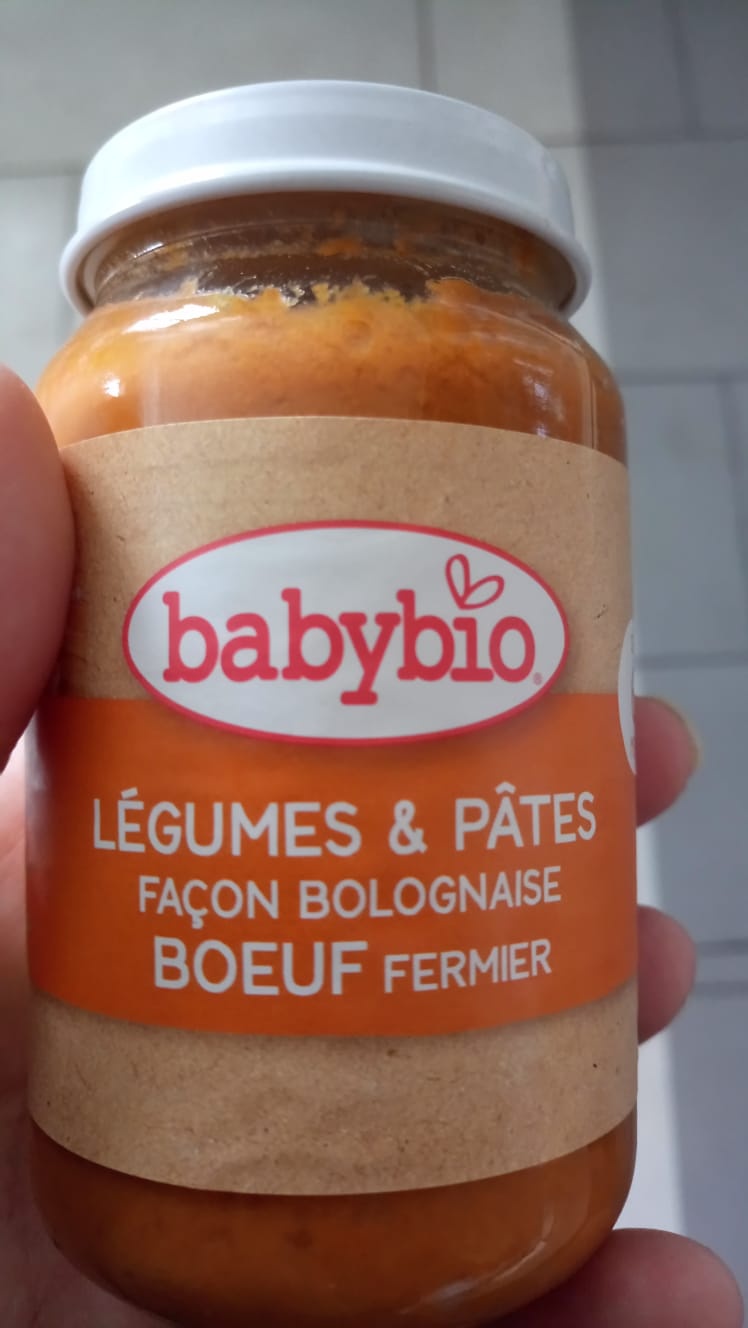 babybio
LÉGUMES & PÂTES
FAÇON BOLOGNAISE
BOEUF FERMIER